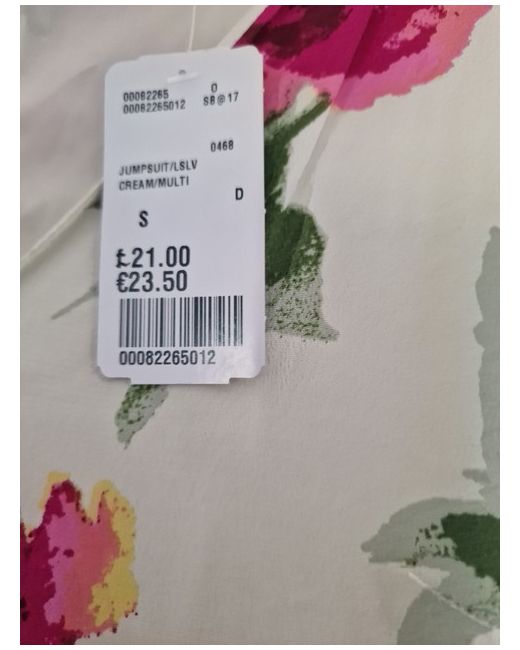 00082265 0
00082265012 SB@17
0468
JUMPSUIT/LSLV
CREAM/MULTI
D
S
£21.00
€23.50
00082265012